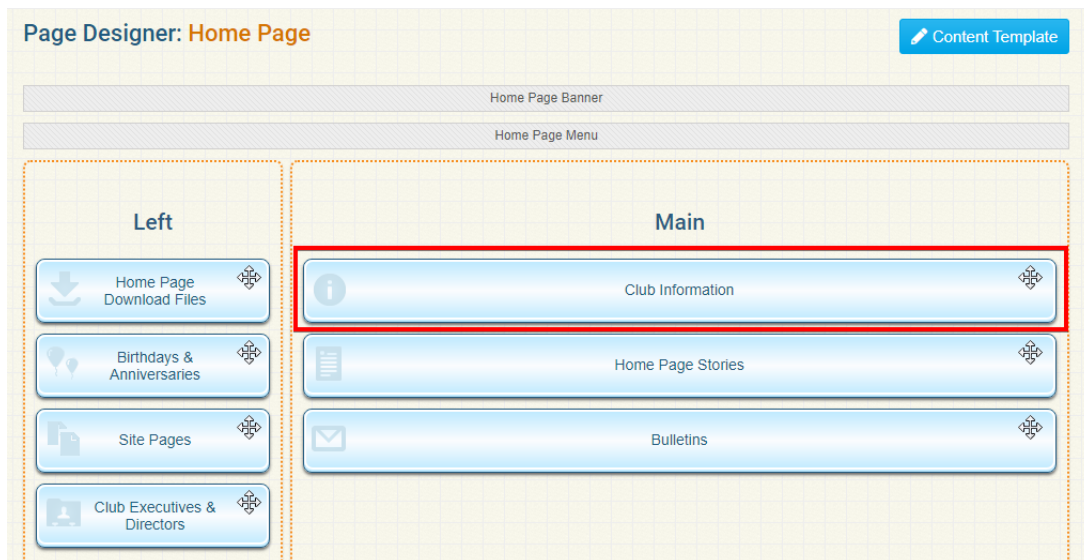 Page Designer: Home Page
Content Template
Home Page Banner
Home Page Menu
Left
Main
Home Page
Download Files
Club Information
Birthdays &
Anniversaries
Home Page Stories
Site Pages
Bulletins
Club Executives &
Directors